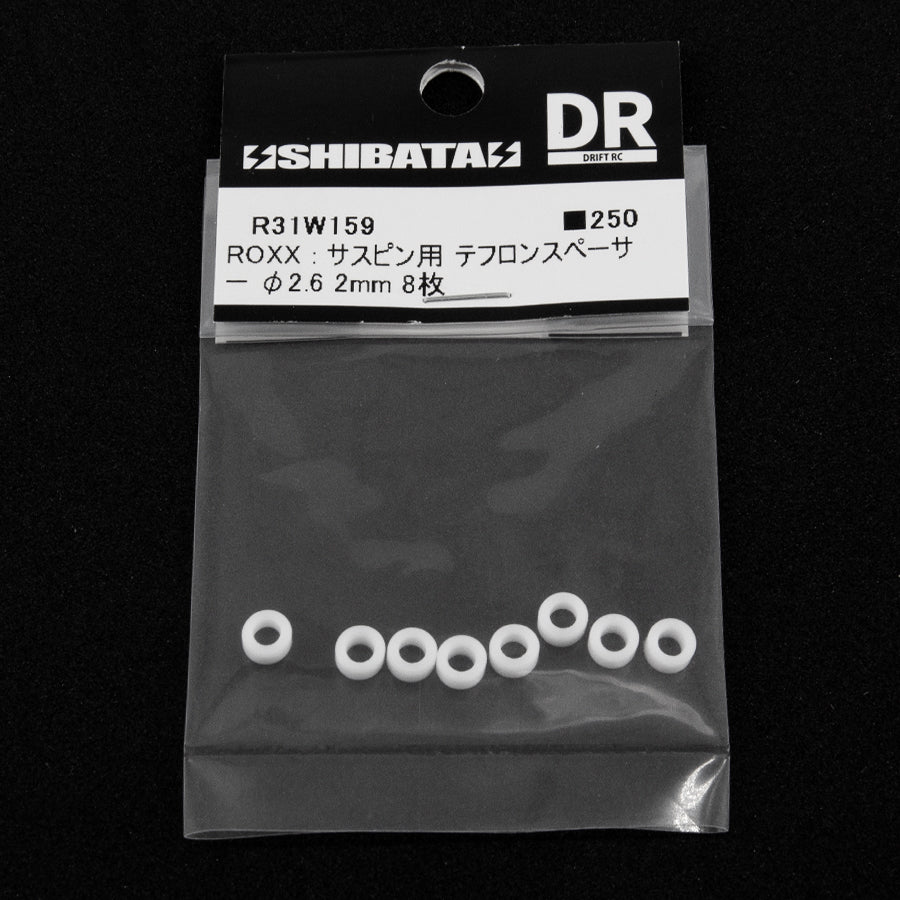 SHIBATA
DR
DRIFT RC
R31W159 ■250
ROXX : サスピン用 テフロンスペーサ
ー φ2.6 2mm 8枚